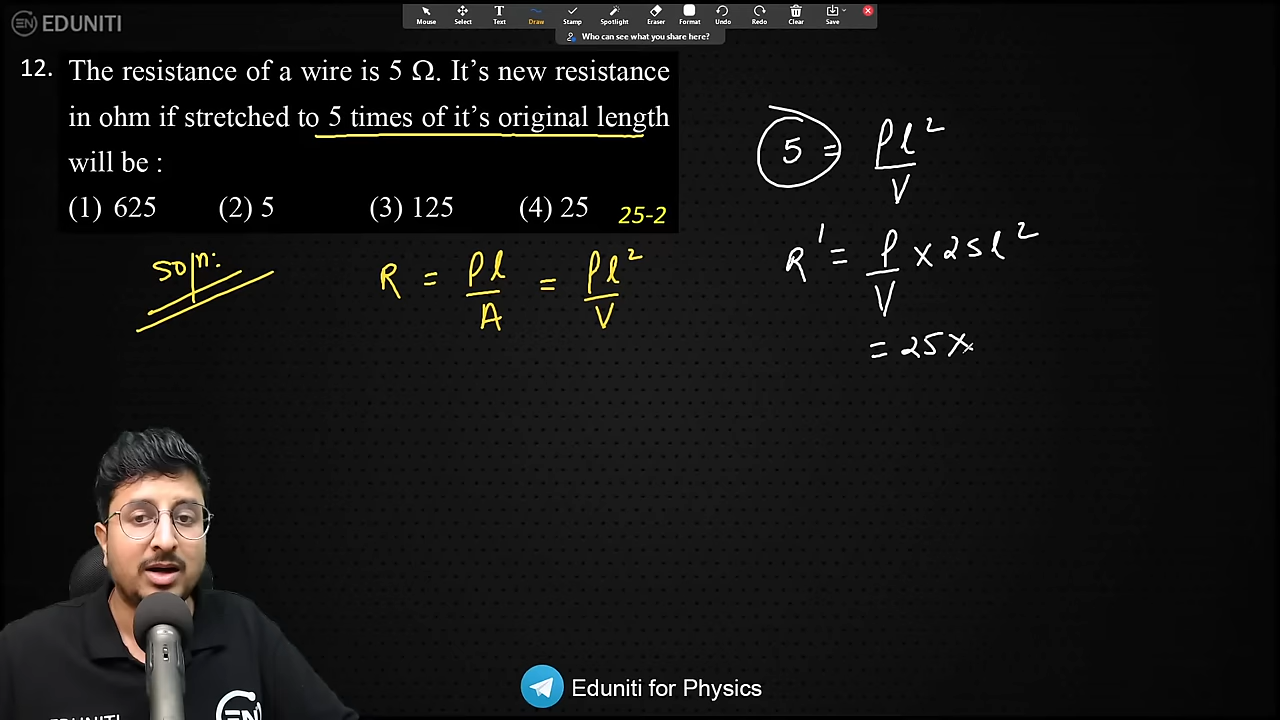 EDUNITI
Mouse Select Text Draw Stamp Spotlight Eraser Format Undo Redo Clear Save
Who can see what you share here?
12. The resistance of a wire is 5 Ω. It's new resistance
in ohm if stretched to 5 times of it's original length
will be :
(1) 625 (2) 5 (3) 125 (4) 25 25-2
Sol^n:
R = ρl/A = ρl²/V
5 = ρl²/V
R' = ρ/V × 25l²
= 25×
EDUNITI
EN
Eduniti for Physics